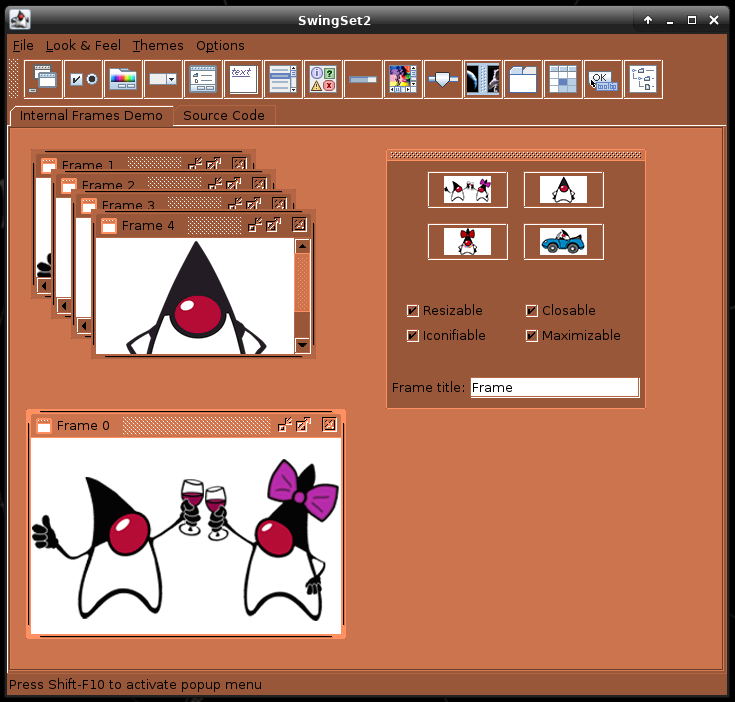 SwingSet2
File Look & Feel Themes Options
text
OK
Internal Frames Demo Source Code
Frame 1
Frame 2
Frame 3
Frame 4
Resizable Closable
Iconifiable Maximizable
Frame title: Frame
Frame 0
Press Shift-F10 to activate popup menu